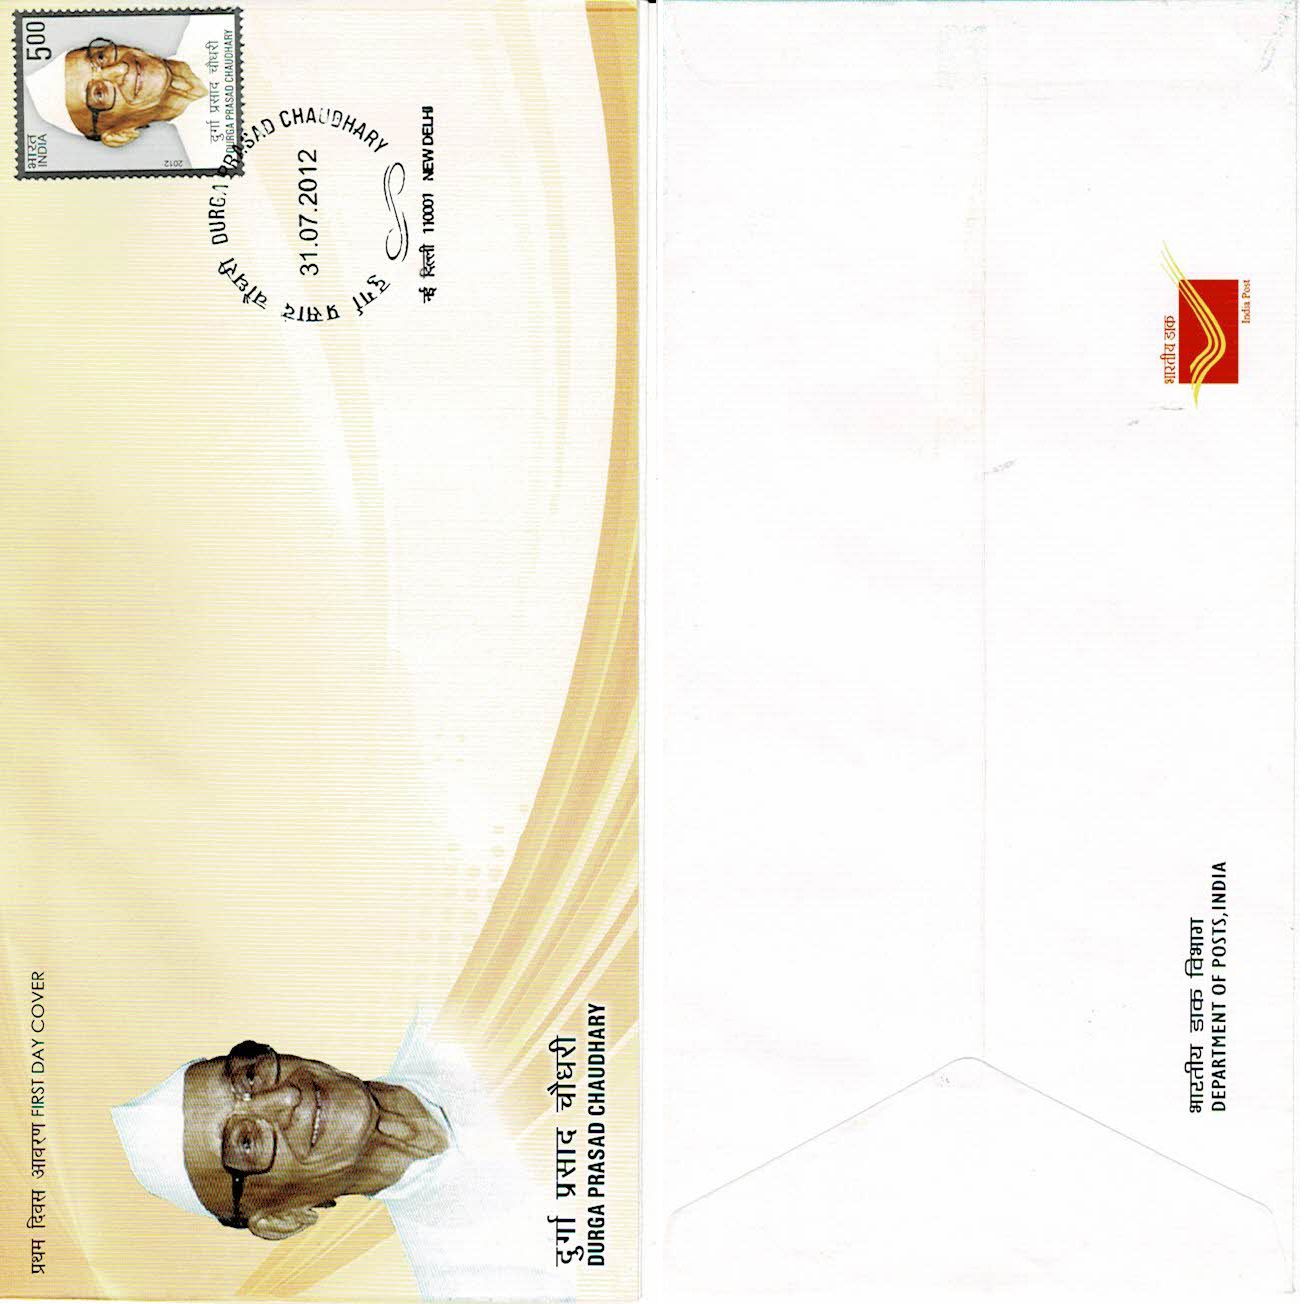 प्रथम दिवस आवरण FIRST DAY COVER
भारत
INDIA
500
2012
दुर्गा प्रसाद चौधरी
DURGA PRASAD CHAUDHARY
दुर्गा प्रसाद चौधरी DURGA PRASAD CHAUDHARY
31.07.2012
नई दिल्ली 110001 NEW DELHI
दुर्गा प्रसाद चौधरी
DURGA PRASAD CHAUDHARY
भारतीय डाक विभाग
DEPARTMENT OF POSTS, INDIA
भारतीय डाक
India Post